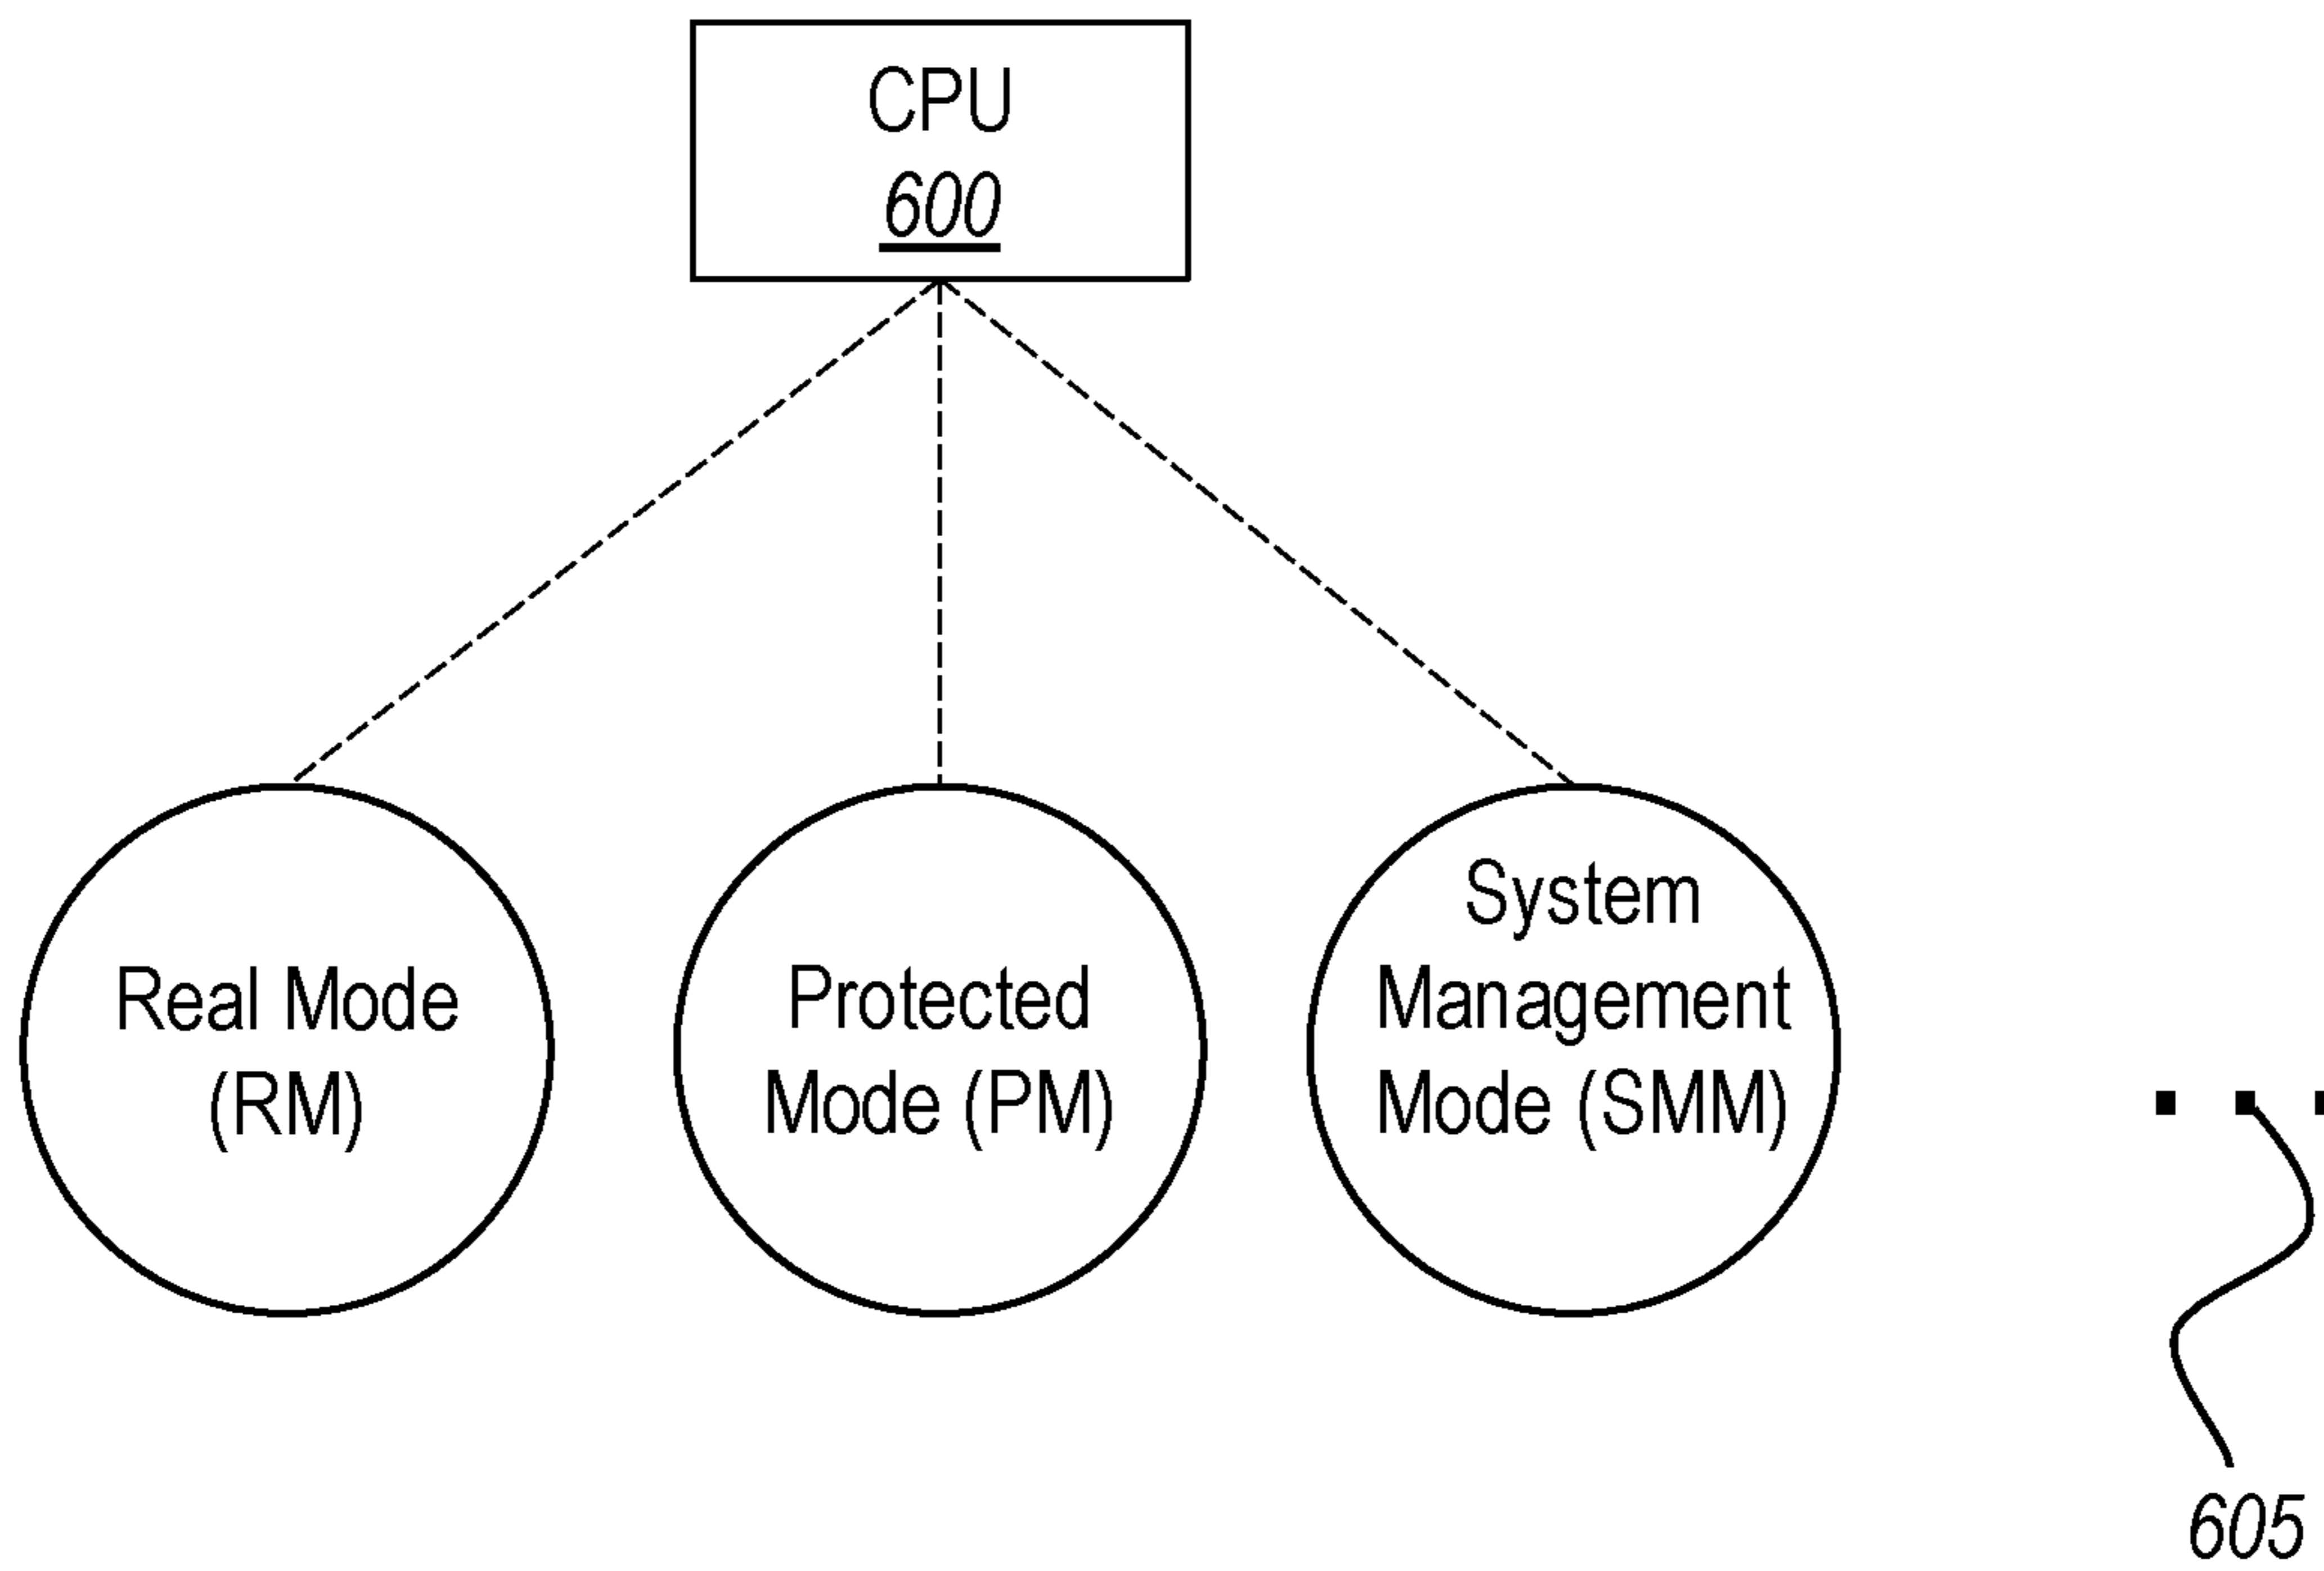 CPU
600
Real Mode
(RM)
Protected
Mode (PM)
System
Management
Mode (SMM)
605